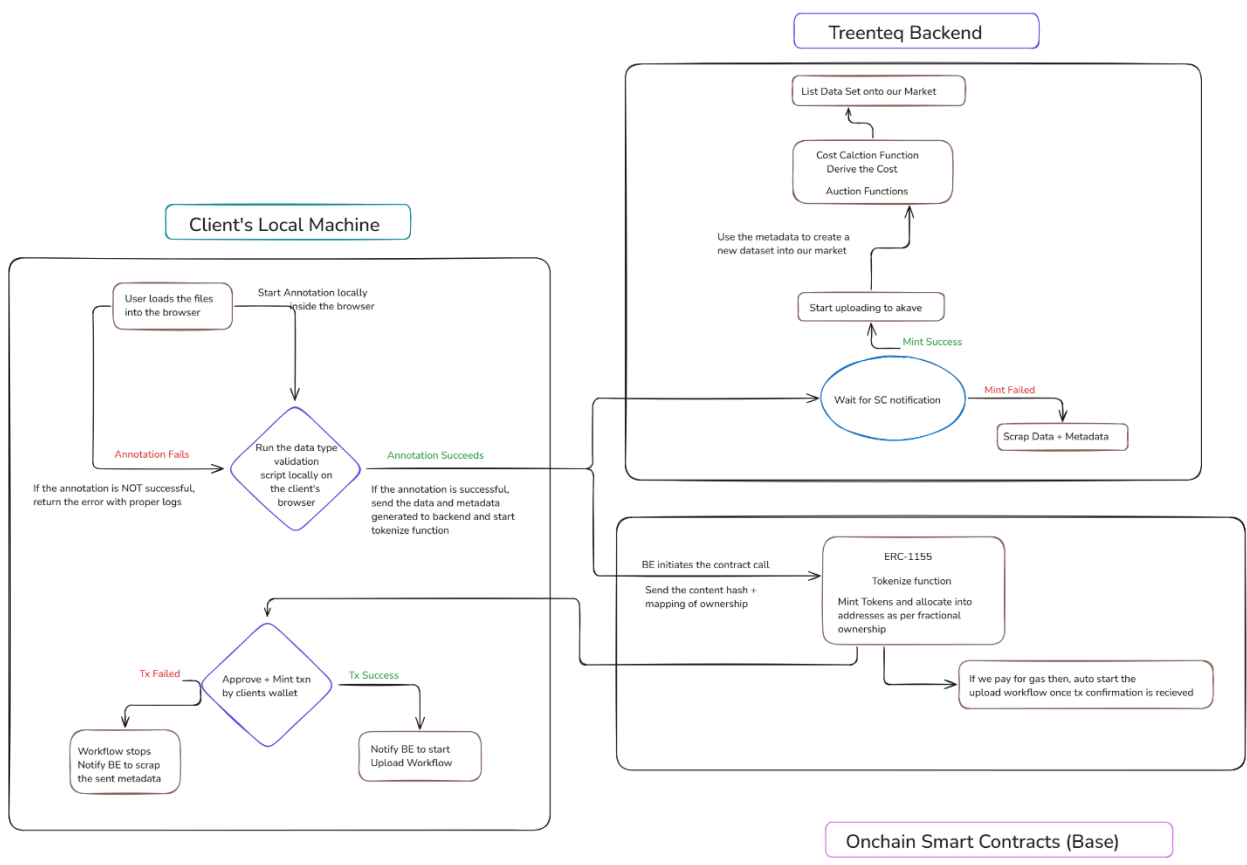 Treenteq Backend
List Data Set onto our Market
Cost Calction Function
Derive the Cost
Auction Functions
Use the metadata to create a
new dataset into our market
Start uploading to akave
Mint Success
Wait for SC notification
Mint Failed
Scrap Data + Metadata
Client's Local Machine
User loads the files
into the browser
Start Annotation locally
inside the browser
Annotation Fails
If the annotation is NOT successful,
return the error with proper logs
Run the data type
validation
script locally on
the client's
browser
Annotation Succeeds
If the annotation is successful,
send the data and metadata
generated to backend and start
tokenize function
BE initiates the contract call
Send the content hash +
mapping of ownership
ERC-1155
Tokenize function
Mint Tokens and allocate into
addresses as per fractional
ownership
If we pay for gas then, auto start the
upload workflow once tx confirmation is recieved
Tx Failed
Approve + Mint txn
by clients wallet
Tx Success
Workflow stops
Notify BE to scrap
the sent metadata
Notify BE to start
Upload Workflow
Onchain Smart Contracts (Base)